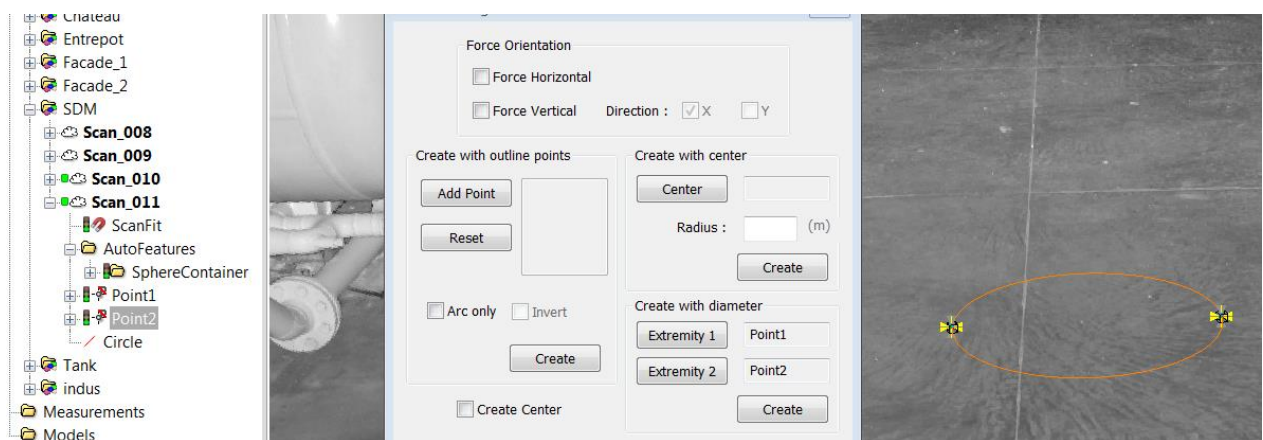 Chateau
Entrepot
Facade_1
Facade_2
SDM
Scan_008
Scan_009
Scan_010
Scan_011
ScanFit
AutoFeatures
SphereContainer
Point1
Point2
Circle
Tank
indus
Measurements
Models
Force Orientation
Force Horizontal
Force Vertical Direction : X Y
Create with outline points
Add Point
Reset
Arc only Invert
Create
Create Center
Create with center
Center
Radius : (m)
Create
Create with diameter
Extremity 1 Point1
Extremity 2 Point2
Create